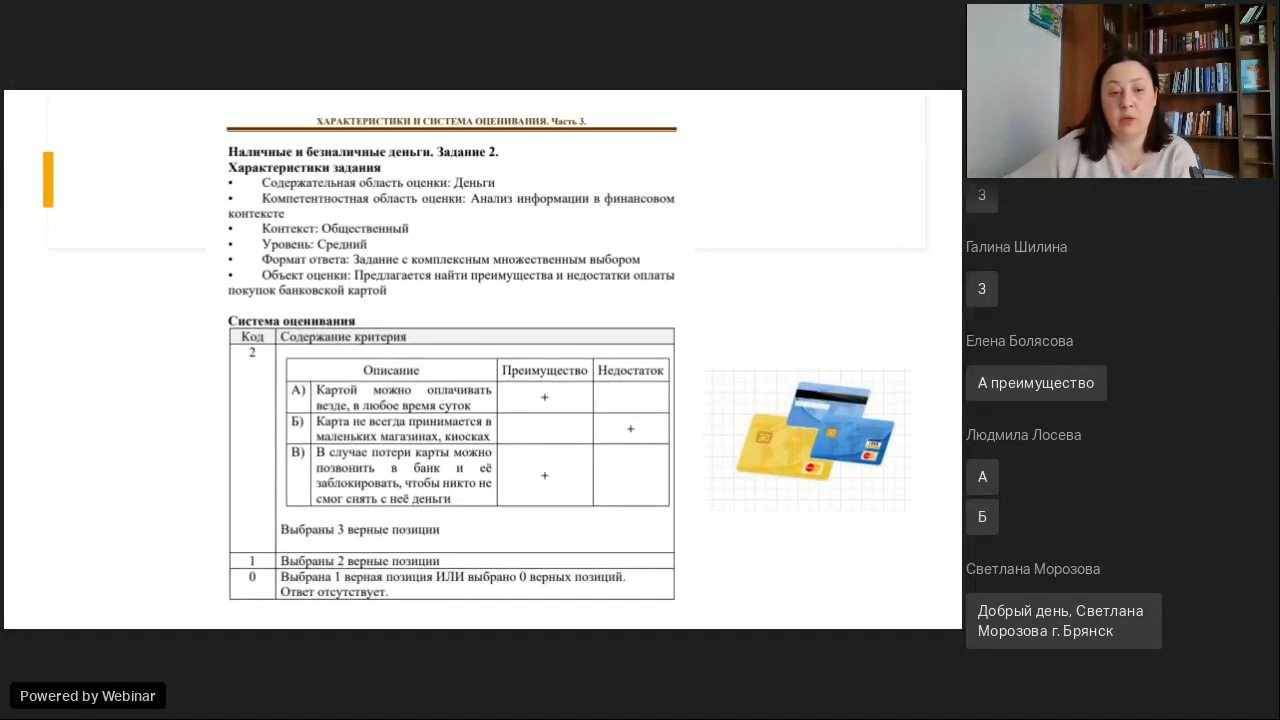 ХАРАКТЕРИСТИКИ И СИСТЕМА ОЦЕНИВАНИЯ. Часть 3.
Наличные и безналичные деньги. Задание 2.
Характеристики задания
• Содержательная область оценки: Деньги
• Компетентностная область оценки: Анализ информации в финансовом
контексте
• Контекст: Общественный
• Уровень: Средний
• Формат ответа: Задание с комплексным множественным выбором
• Объект оценки: Предлагается найти преимущества и недостатки оплаты
покупок банковской картой
Система оценивания
Код Содержание критерия
2
Описание Преимущество Недостаток
А) Картой можно оплачивать
везде, в любое время суток +
Б) Карта не всегда принимается в
маленьких магазинах, киосках +
В) В случае потери карты можно
позвонить в банк и её
заблокировать, чтобы никто не +
смог снять с неё деньги
Выбраны 3 верные позиции
1 Выбраны 2 верные позиции
0 Выбрана 1 верная позиция ИЛИ выбрано 0 верных позиций.
Ответ отсутствует.
3
Галина Шилина
3
Елена Болясова
А преимущество
Людмила Лосева
А
Б
Светлана Морозова
Добрый день, Светлана
Морозова г. Брянск
Powered by Webinar